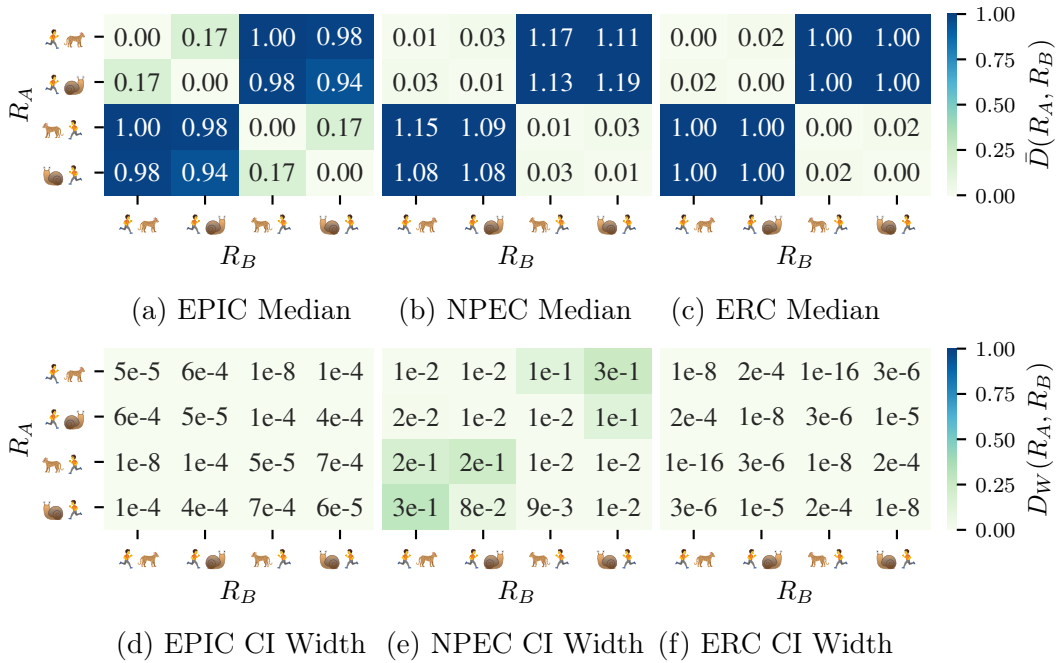 0.00 0.17 1.00 0.98 0.01 0.03 1.17 1.11 0.00 0.02 1.00 1.00
0.17 0.00 0.98 0.94 0.03 0.01 1.13 1.19 0.02 0.00 1.00 1.00
1.00 0.98 0.00 0.17 1.15 1.09 0.01 0.03 1.00 1.00 0.00 0.02
0.98 0.94 0.17 0.00 1.08 1.08 0.03 0.01 1.00 1.00 0.02 0.00
R_A
1.00
0.75
0.50
0.25
0.00
D̄(R_A, R_B)
R_B R_B R_B
(a) EPIC Median (b) NPEC Median (c) ERC Median
5e-5 6e-4 1e-8 1e-4 1e-2 1e-2 1e-1 3e-1 1e-8 2e-4 1e-16 3e-6
6e-4 5e-5 1e-4 4e-4 2e-2 1e-2 1e-2 1e-1 2e-4 1e-8 3e-6 1e-5
1e-8 1e-4 5e-5 7e-4 2e-1 2e-1 1e-2 1e-2 1e-16 3e-6 1e-8 2e-4
1e-4 4e-4 7e-4 6e-5 3e-1 8e-2 9e-3 1e-2 3e-6 1e-5 2e-4 1e-8
R_A
1.00
0.75
0.50
0.25
0.00
D_W(R_A, R_B)
R_B R_B R_B
(d) EPIC CI Width (e) NPEC CI Width (f) ERC CI Width